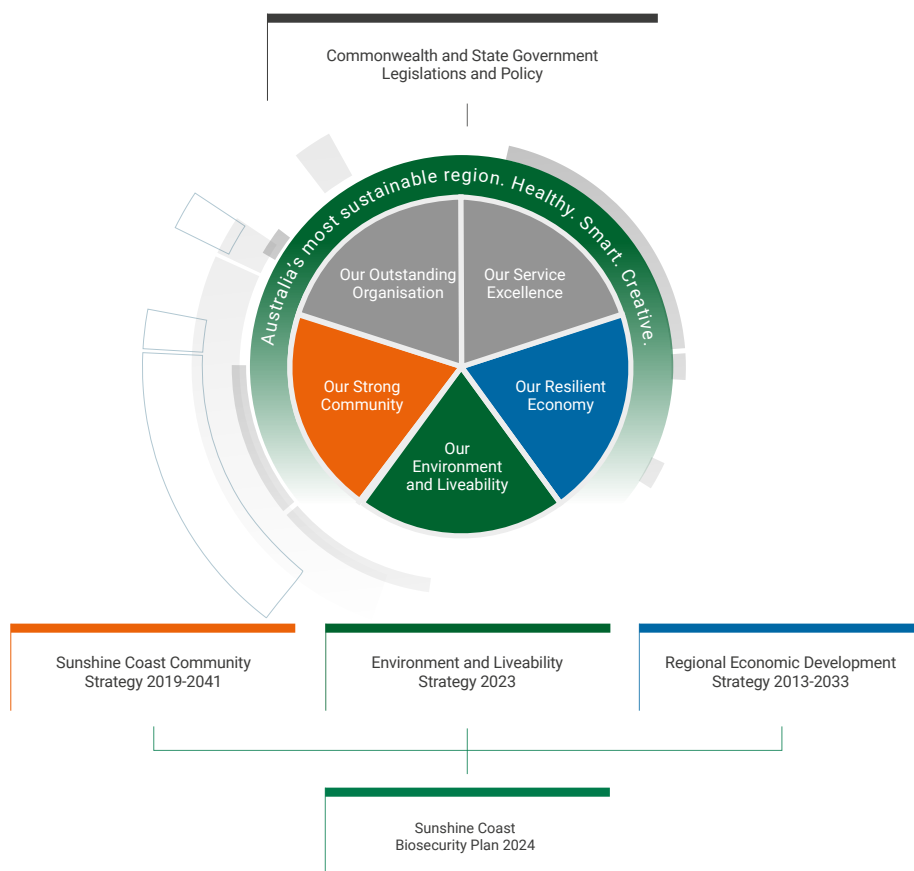 Commonwealth and State Government
Legislations and Policy
Australia's most sustainable region. Healthy. Smart. Creative.
Our Outstanding
Organisation
Our Service
Excellence
Our Strong
Community
Our Resilient
Economy
Our
Environment
and Liveability
Sunshine Coast Community
Strategy 2019-2041
Environment and Liveability
Strategy 2023
Regional Economic Development
Strategy 2013-2033
Sunshine Coast
Biosecurity Plan 2024